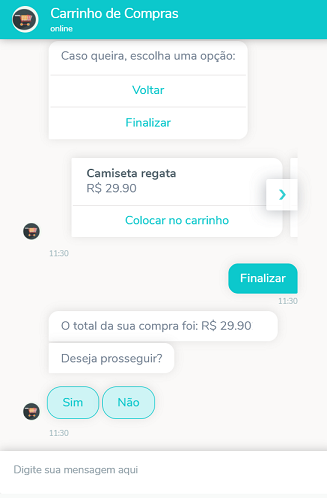 Carrinho de Compras
online
Caso queira, escolha uma opção:
Voltar
Finalizar
Camiseta regata
R$ 29.90
Colocar no carrinho
11:30
Finalizar
11:30
O total da sua compra foi: R$ 29.90
Deseja prosseguir?
Sim Não
11:30
Digite sua mensagem aqui